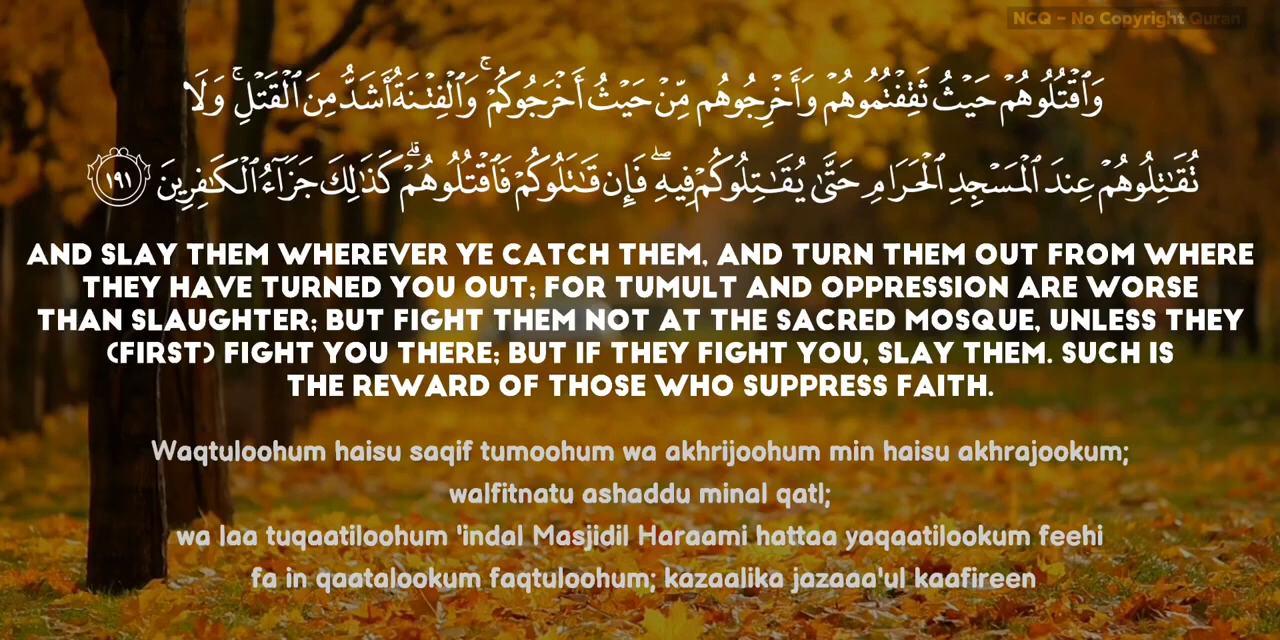 NCQ - No Copyright Quran
وَٱقۡتُلُوهُمۡ حَيۡثُ ثَقِفۡتُمُوهُمۡ وَأَخۡرِجُوهُم مِّنۡ حَيۡثُ أَخۡرَجُوكُمۡۚ وَٱلۡفِتۡنَةُ أَشَدُّ مِنَ ٱلۡقَتۡلِۚ وَلَا
تُقَٰتِلُوهُمۡ عِندَ ٱلۡمَسۡجِدِ ٱلۡحَرَامِ حَتَّىٰ يُقَٰتِلُوكُمۡ فِيهِۖ فَإِن قَٰتَلُوكُمۡ فَٱقۡتُلُوهُمۡۗ كَذَٰلِكَ جَزَآءُ ٱلۡكَٰفِرِينَ ١٩١
AND SLAY THEM WHEREVER YE CATCH THEM, AND TURN THEM OUT FROM WHERE
THEY HAVE TURNED YOU OUT; FOR TUMULT AND OPPRESSION ARE WORSE
THAN SLAUGHTER; BUT FIGHT THEM NOT AT THE SACRED MOSQUE, UNLESS THEY
(FIRST) FIGHT YOU THERE; BUT IF THEY FIGHT YOU, SLAY THEM. SUCH IS
THE REWARD OF THOSE WHO SUPPRESS FAITH.
Waqtuloohum haisu saqif tumoohum wa akhrijoohum min haisu akhrajookum;
walfitnatu ashaddu minal qatl;
wa laa tuqaatiloohum 'indal Masjidil Haraami hattaa yaqaatilookum feehi
fa in qaatalookum faqtuloohum; kazaalika jazaaa'ul kaafireen